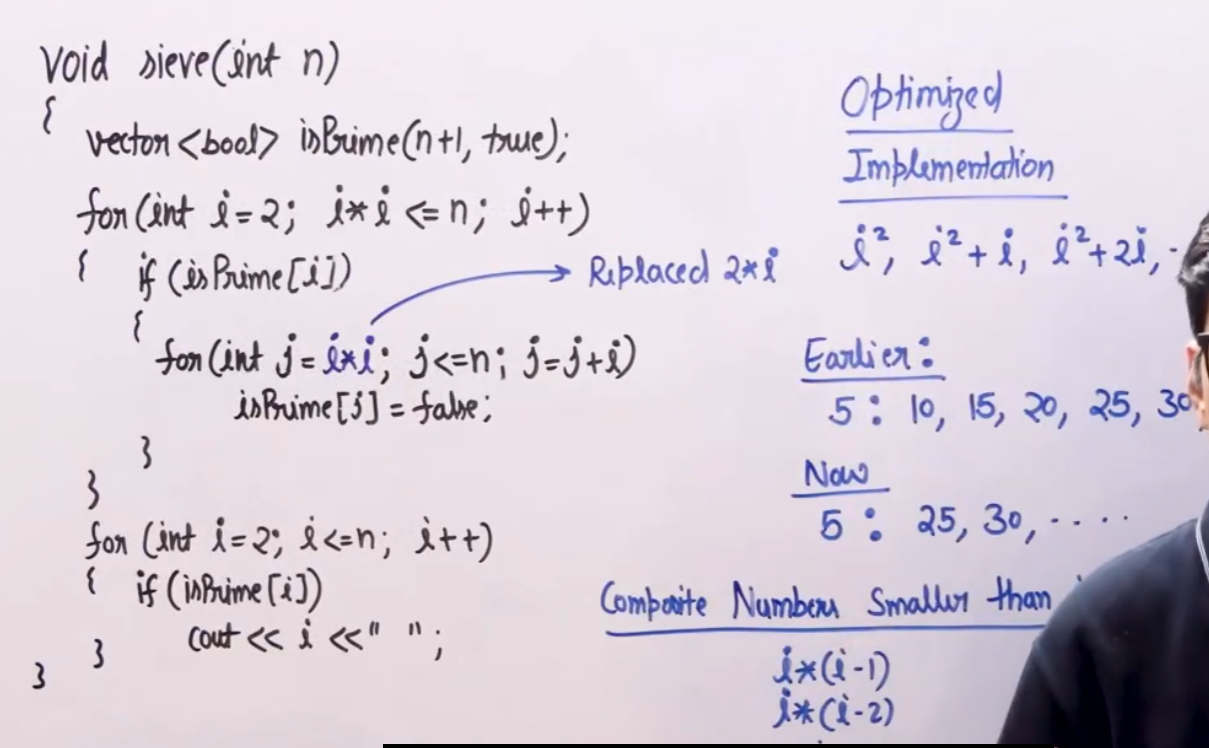 void sieve(int n)
{
vector<bool> isPrime(n+1, true);
for(int i=2; i*i <= n; i++)
{ if (isPrime[i])
{
for(int j= i*i; j<=n; j=j+i)
isPrime[j] = false;
}
}
for (int i=2; i<=n; i++)
{ if (isPrime[i])
cout << i <<" ";
}
}
Replaced 2*i
Optimized
Implementation
i², i²+i, i²+2i,
Earlier:
5: 10, 15, 20, 25, 30
Now
5: 25, 30, ....
Composite Numbers Smaller than
i*(i-1)
i*(i-2)